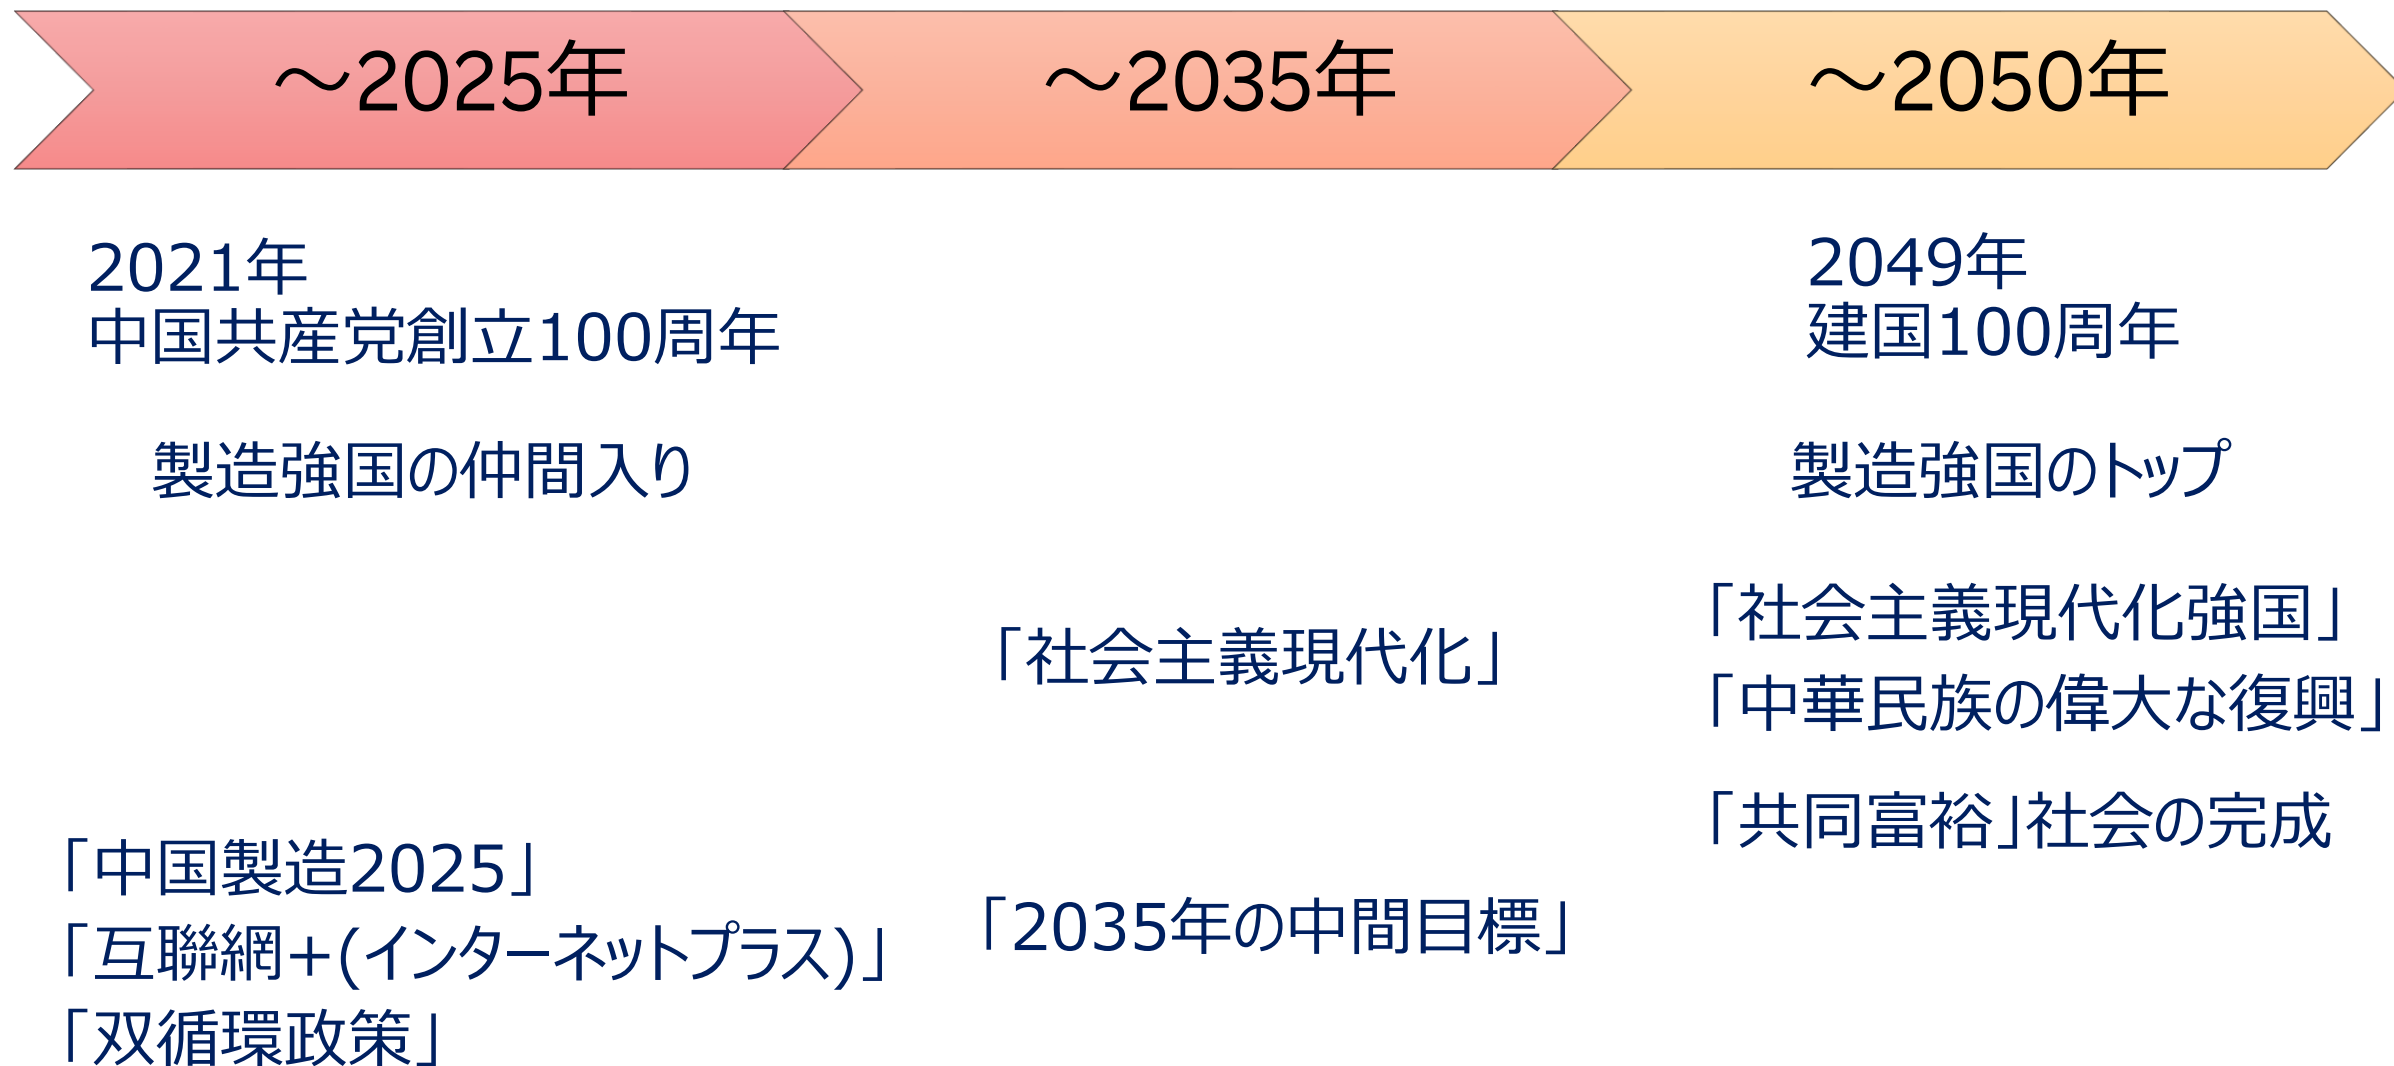 ～2025年
～2035年
～2050年
2021年
中国共産党創立100周年
製造強国の仲間入り
「中国製造2025」
「互聯網+(インターネットプラス)」
「双循環政策」
「社会主義現代化」
「2035年の中間目標」
2049年
建国100周年
製造強国のトップ
「社会主義現代化強国」
「中華民族の偉大な復興」
「共同富裕」社会の完成